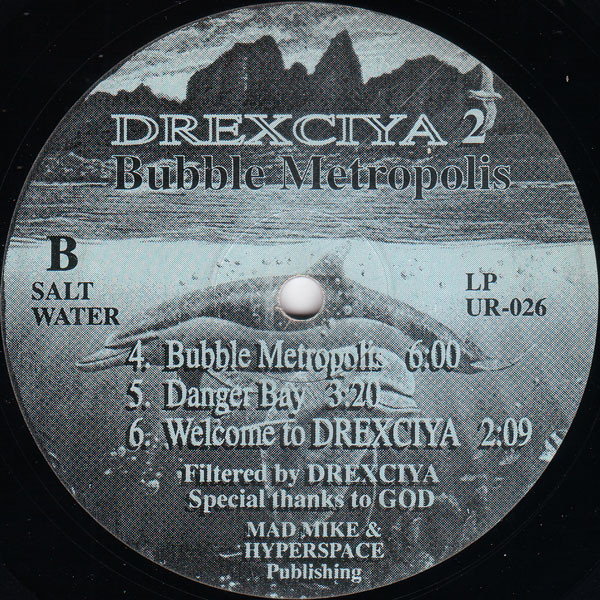 DREXCIYA 2
Bubble Metropolis
B
SALT
WATER
LP
UR-026
4. Bubble Metropolis 6:00
5. Danger Bay 3:20
6. Welcome to DREXCIYA 2:09
Filtered by DREXCIYA
Special thanks to GOD
MAD MIKE &
HYPERSPACE
Publishing